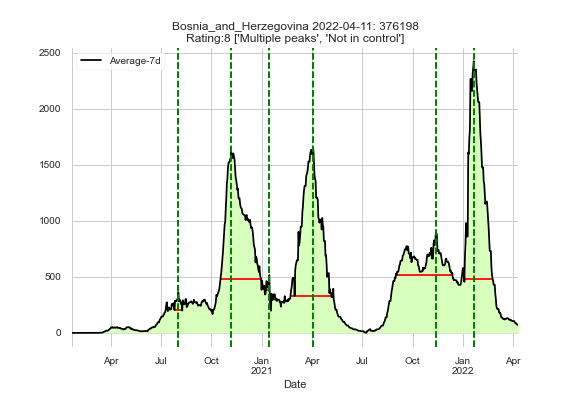 Bosnia_and_Herzegovina 2022-04-11: 376198
Rating:8 ['Multiple peaks', 'Not in control']
Average-7d
2500
2000
1500
1000
500
0
Apr Jul Oct Jan Apr Jul Oct Jan Apr
2021 2022
Date